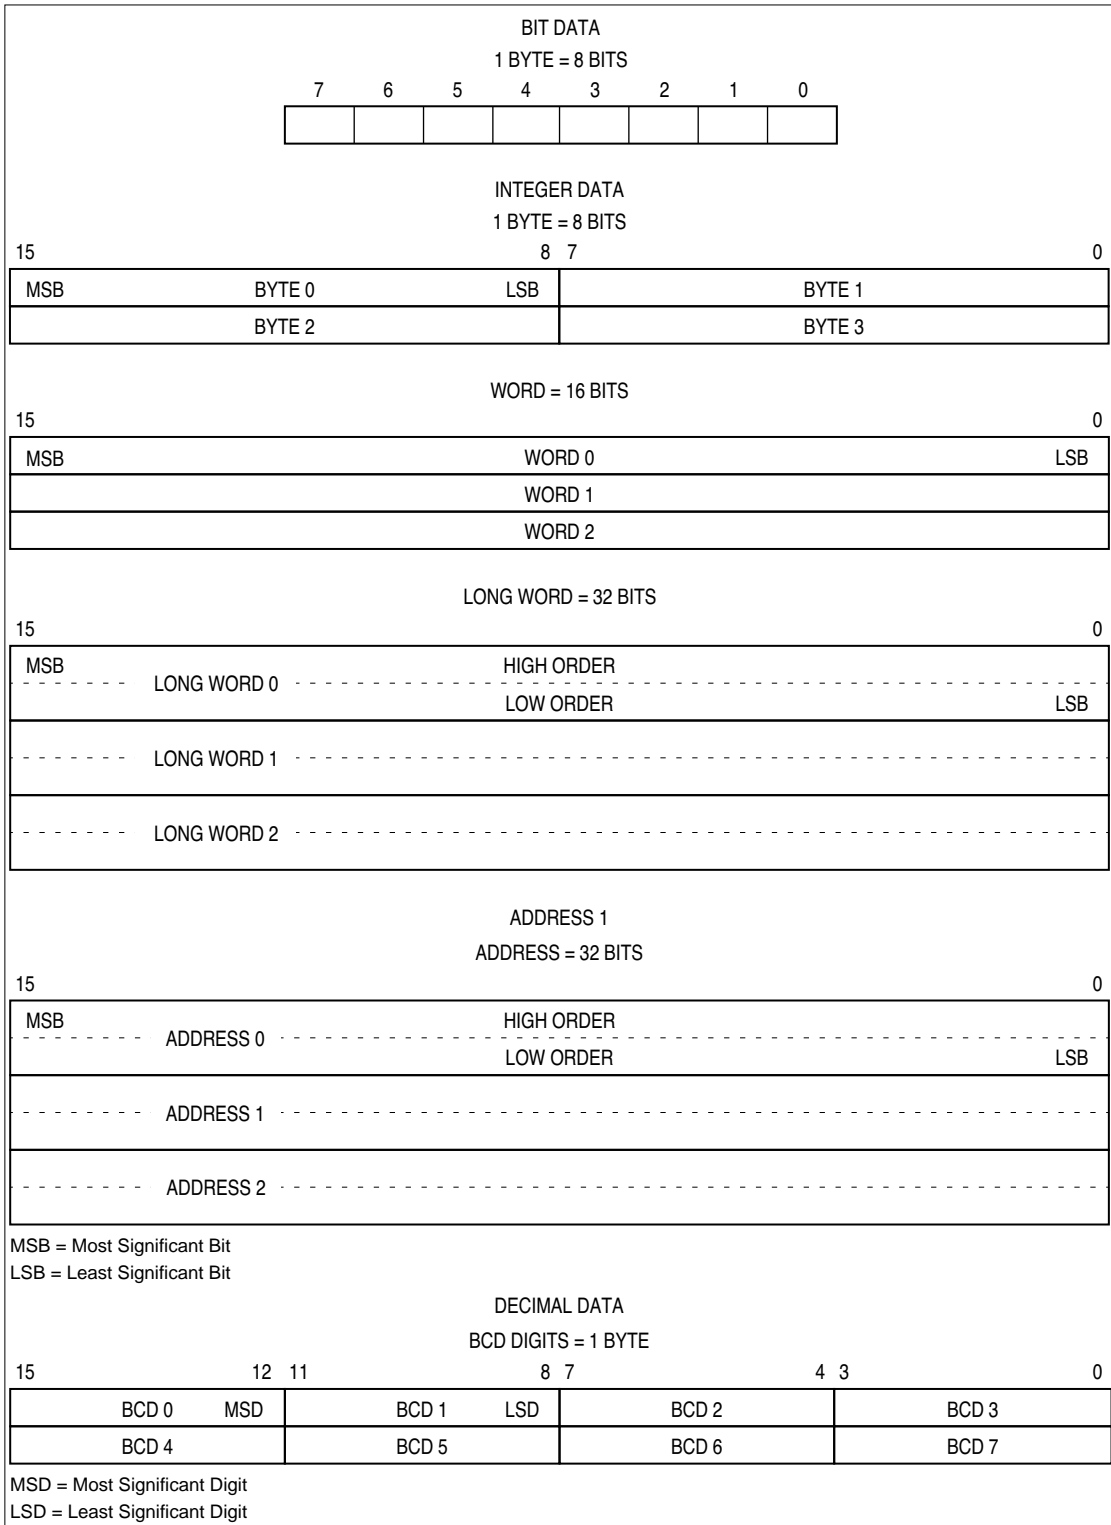 BIT DATA
1 BYTE = 8 BITS
7 6 5 4 3 2 1 0
INTEGER DATA
1 BYTE = 8 BITS
15 8 7 0
MSB BYTE 0 LSB BYTE 1
BYTE 2 BYTE 3
WORD = 16 BITS
15 0
MSB WORD 0 LSB
WORD 1
WORD 2
LONG WORD = 32 BITS
15 0
MSB HIGH ORDER
LONG WORD 0
LOW ORDER LSB
LONG WORD 1
LONG WORD 2
ADDRESS 1
ADDRESS = 32 BITS
15 0
MSB HIGH ORDER
ADDRESS 0
LOW ORDER LSB
ADDRESS 1
ADDRESS 2
MSB = Most Significant Bit
LSB = Least Significant Bit
DECIMAL DATA
BCD DIGITS = 1 BYTE
15 12 11 8 7 4 3 0
BCD 0 MSD BCD 1 LSD BCD 2 BCD 3
BCD 4 BCD 5 BCD 6 BCD 7
MSD = Most Significant Digit
LSD = Least Significant Digit